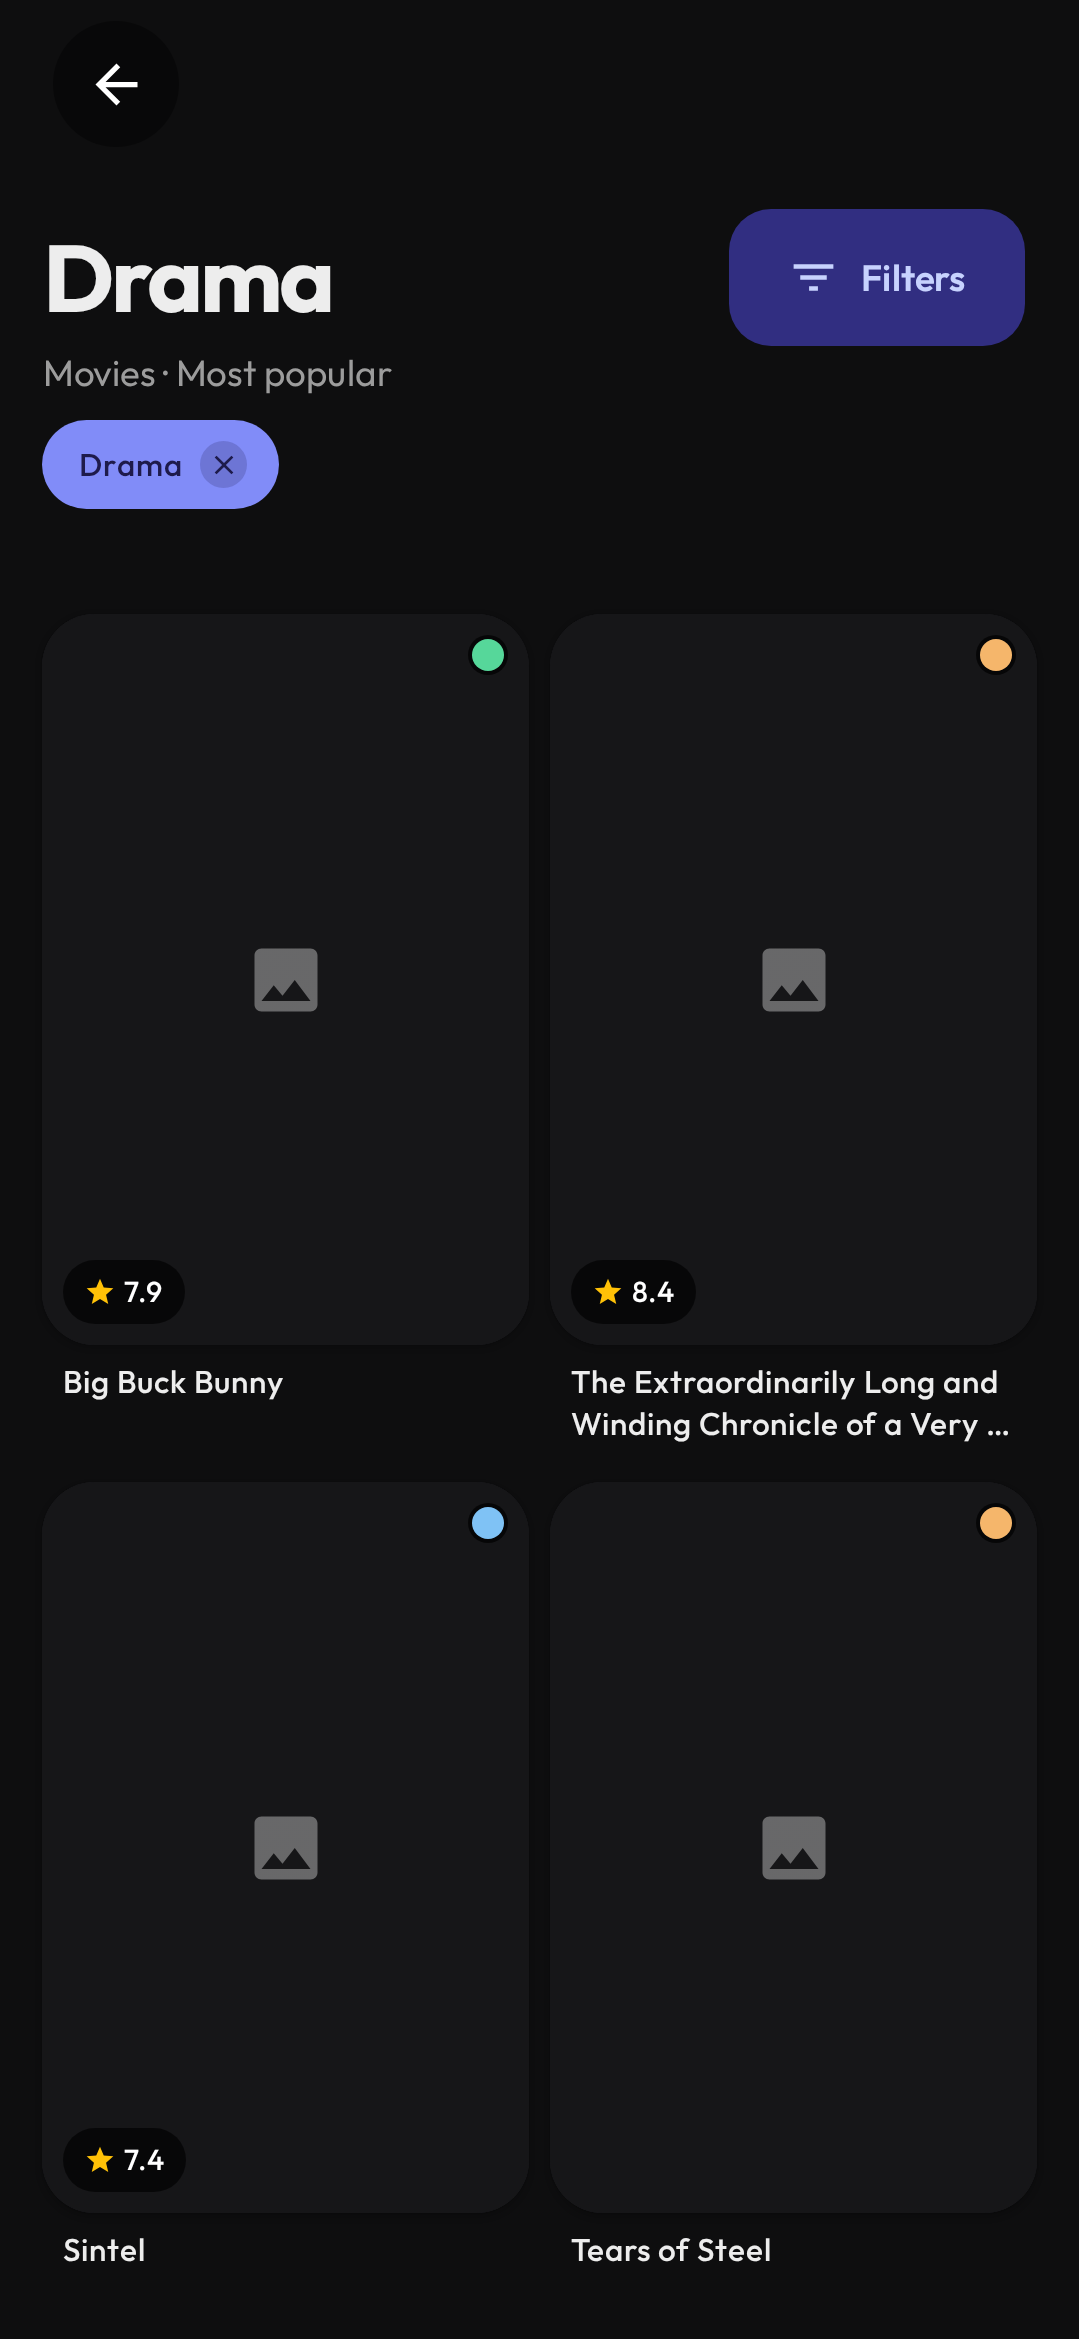 Drama
Filters
Movies · Most popular
Drama
7.9
8.4
Big Buck Bunny
The Extraordinarily Long and
Winding Chronicle of a Very ...
7.4
Sintel
Tears of Steel